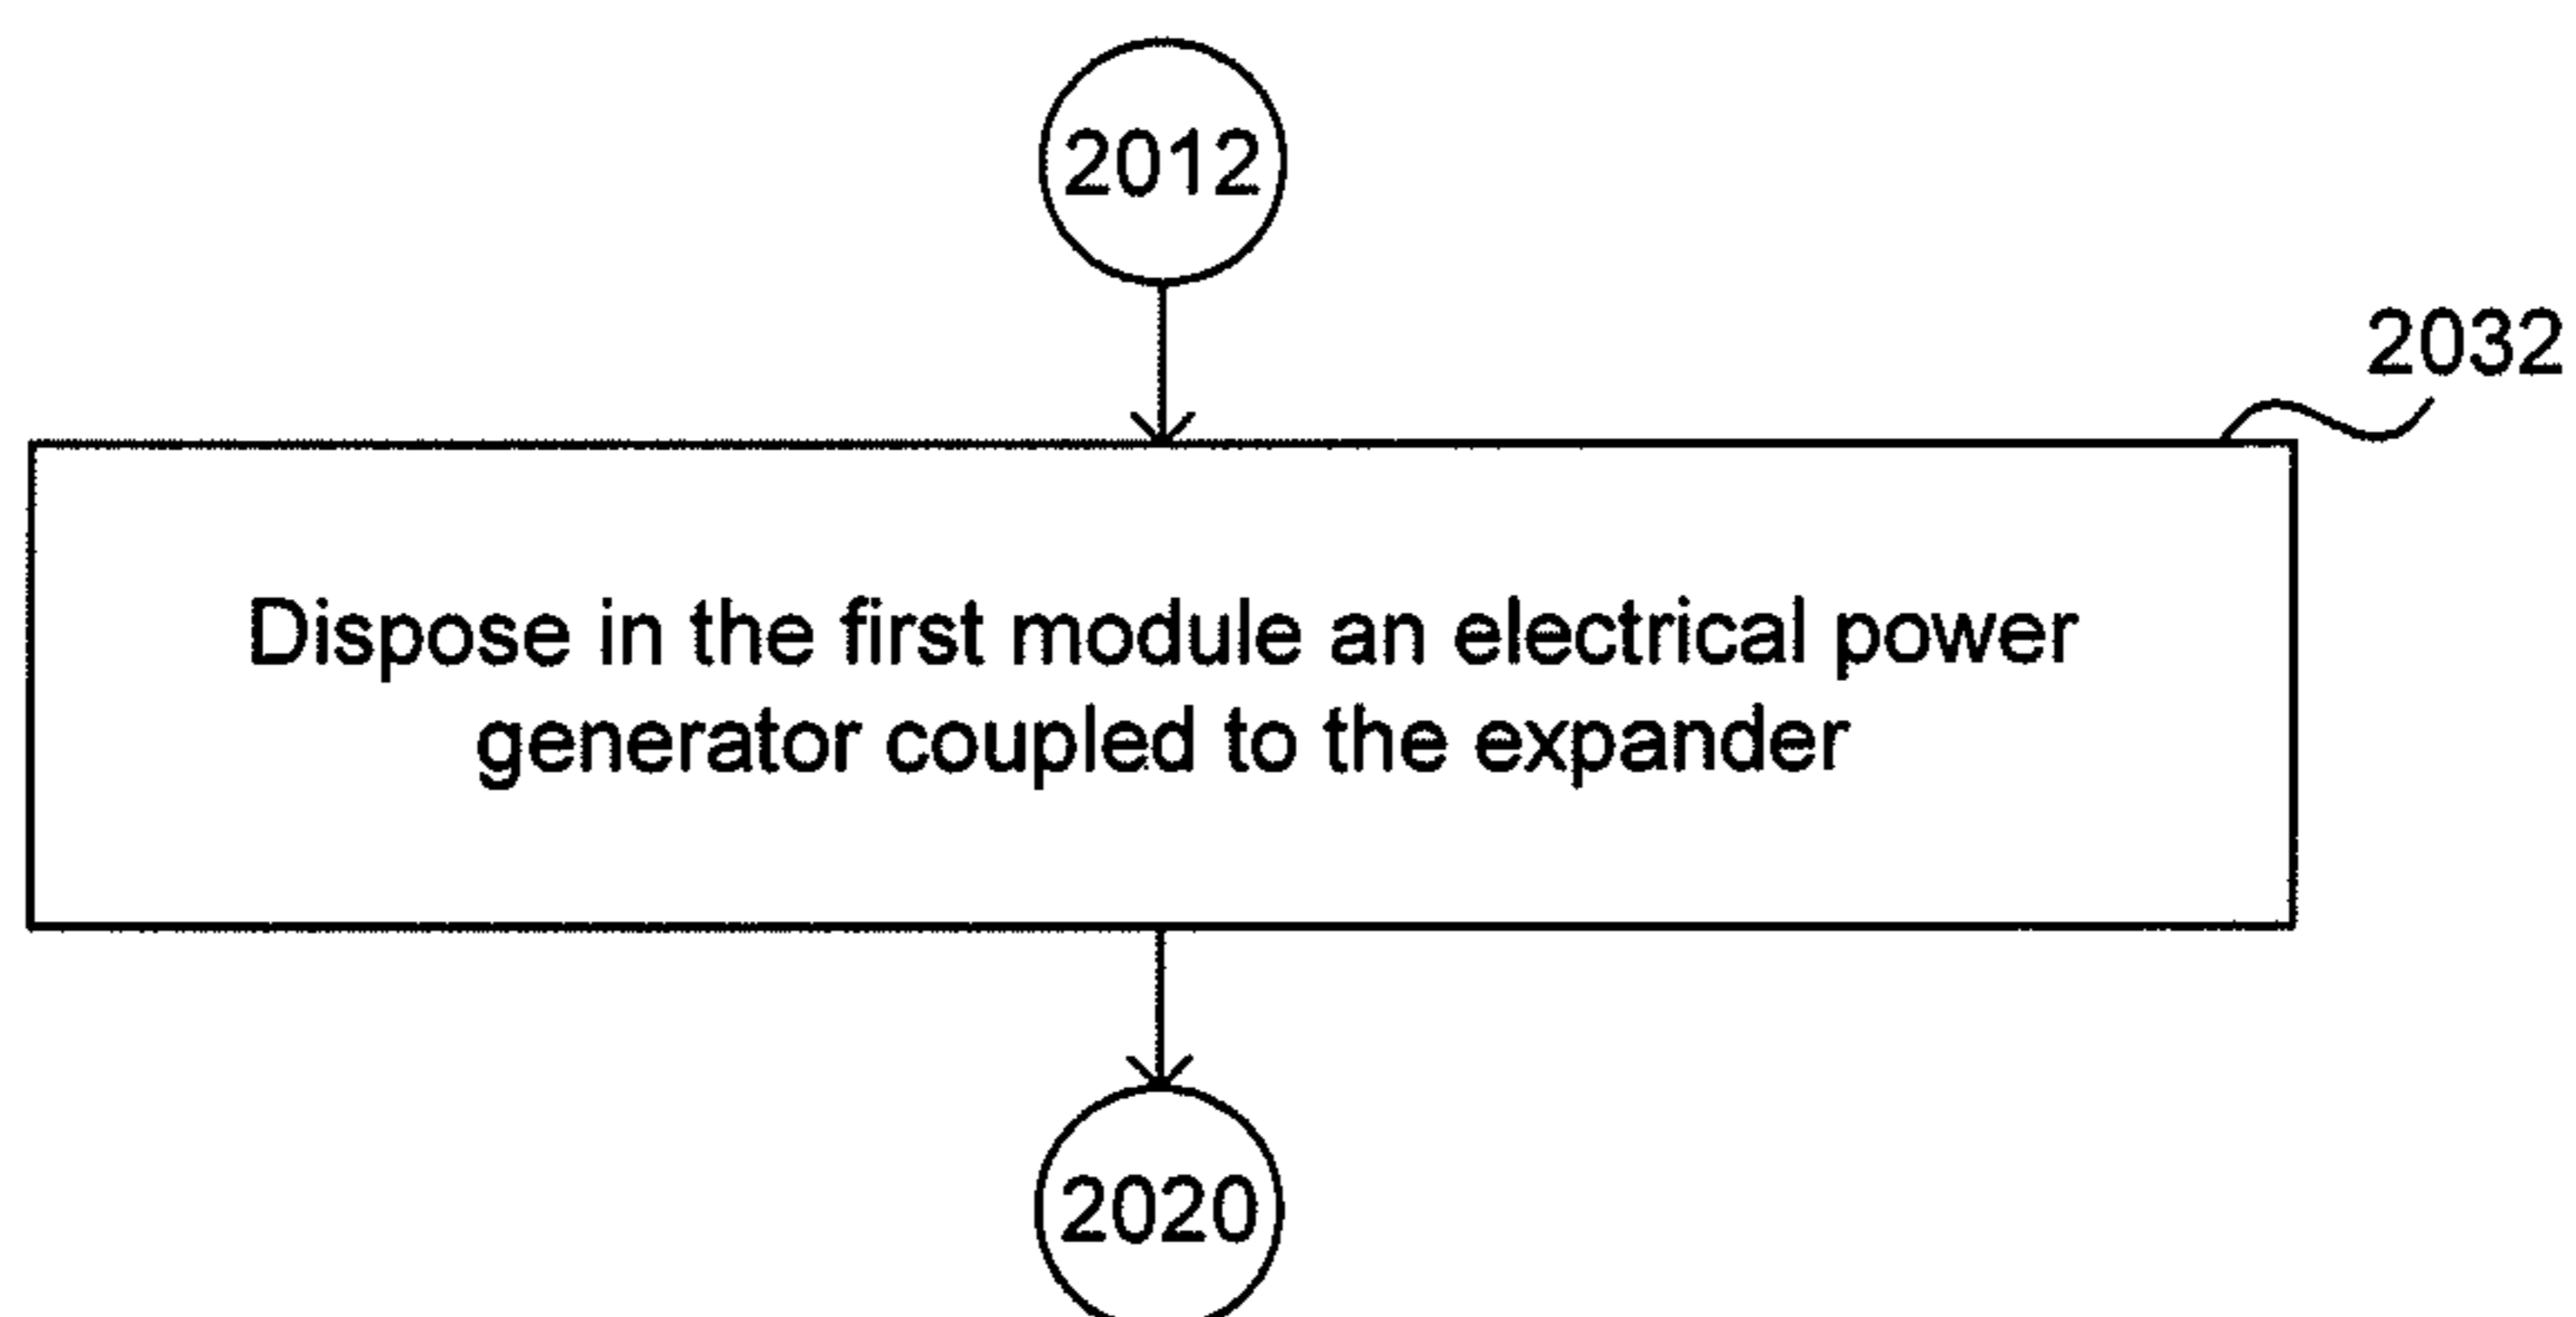 2012
2032
Dispose in the first module an electrical power
generator coupled to the expander
2020